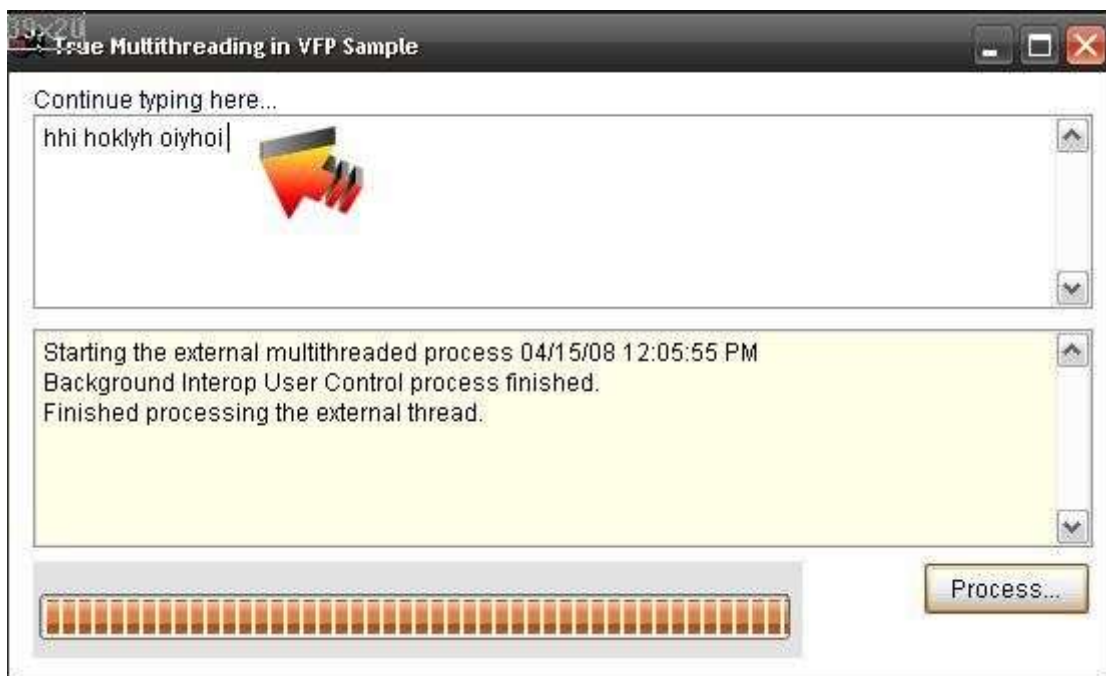 39x20
True Multithreading in VFP Sample
Continue typing here...
hhi hoklyh oiyhoi
Starting the external multithreaded process 04/15/08 12:05:55 PM
Background Interop User Control process finished.
Finished processing the external thread.
Process...